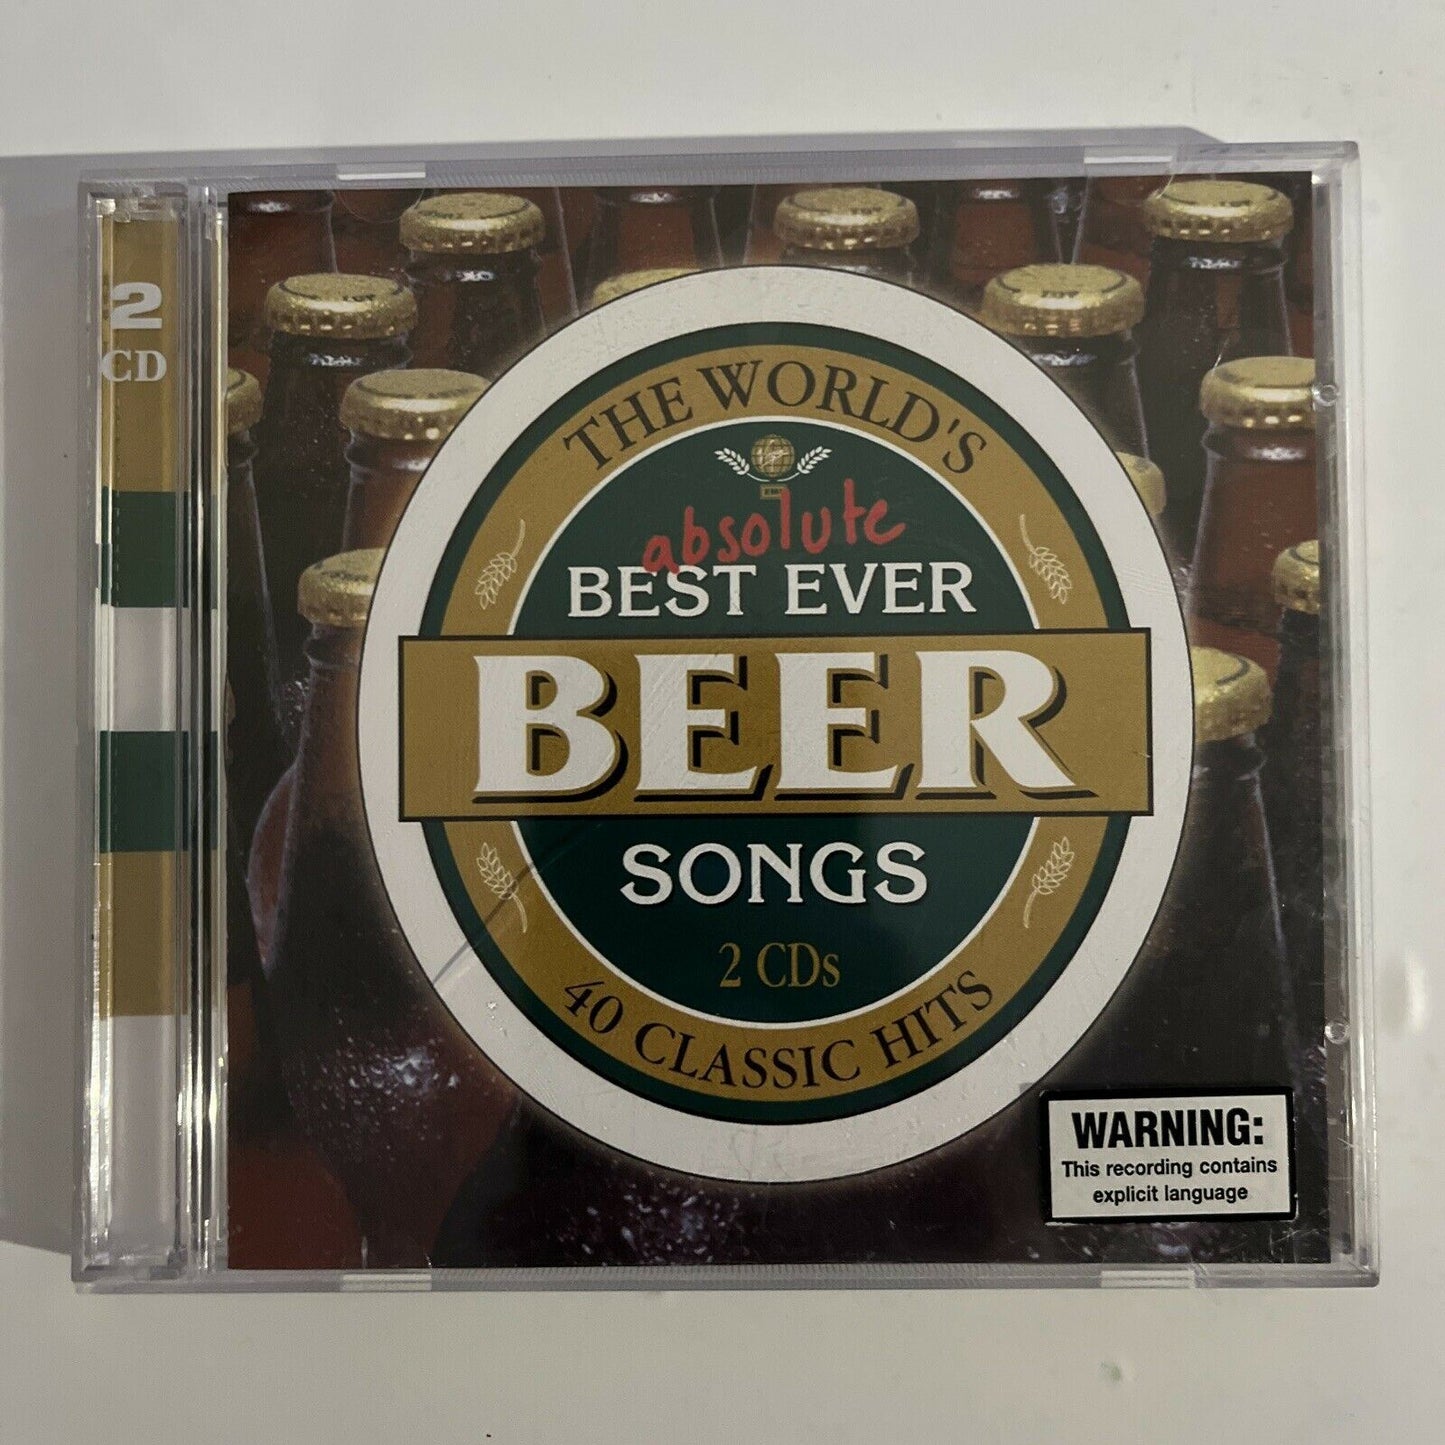 2
CD
THE WORLD'S
absolute
BEST EVER
BEER
SONGS
2 CDs
40 CLASSIC HITS
WARNING:
This recording contains
explicit language